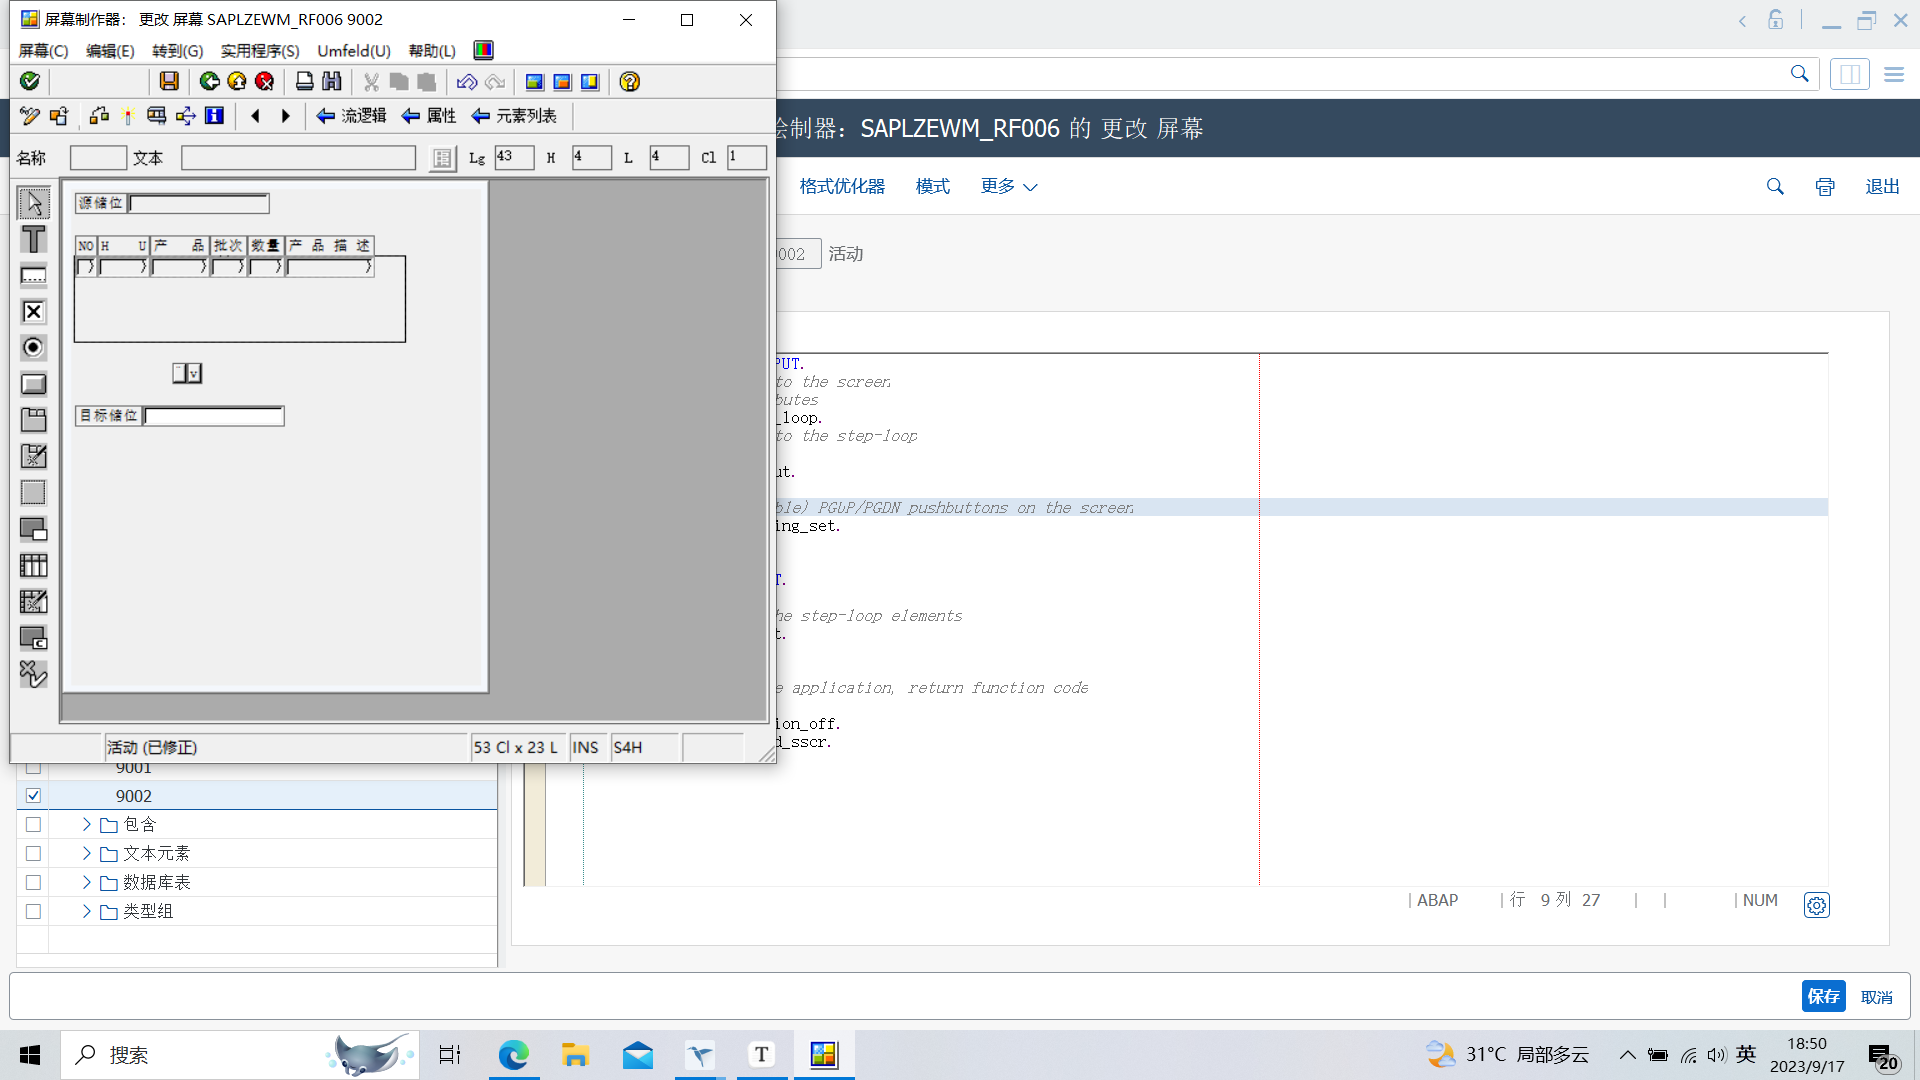 屏幕制作器： 更改 屏幕 SAPLZEWM_RF006 9002
屏幕(C) 编辑(E) 转到(G) 实用程序(S) Umfeld(U) 帮助(L)
流逻辑 属性 元素列表
名称 文本 Lg 43 H 4 L 4 Cl 1
源储位
NO H U 产 品 批次 数量 产 品 描 述
目标储位
活动 (已修正) 53 Cl x 23 L INS S4H
绘制器：SAPLZEWM_RF006 的 更改 屏幕
格式优化器 模式 更多 退出
9002 活动
PUT.
to the screen
butes
_loop.
to the step-loop
ut.
ble) PGUP/PGDN pushbuttons on the screen
ing_set.
T.
he step-loop elements
t.
e application, return function code
ion_off.
d_sscr.
9001
9002
包含
文本元素
数据库表
类型组
ABAP 行 9 列 27 NUM
保存 取消
搜索
T
31°C 局部多云 英 18:50
2023/9/17 20